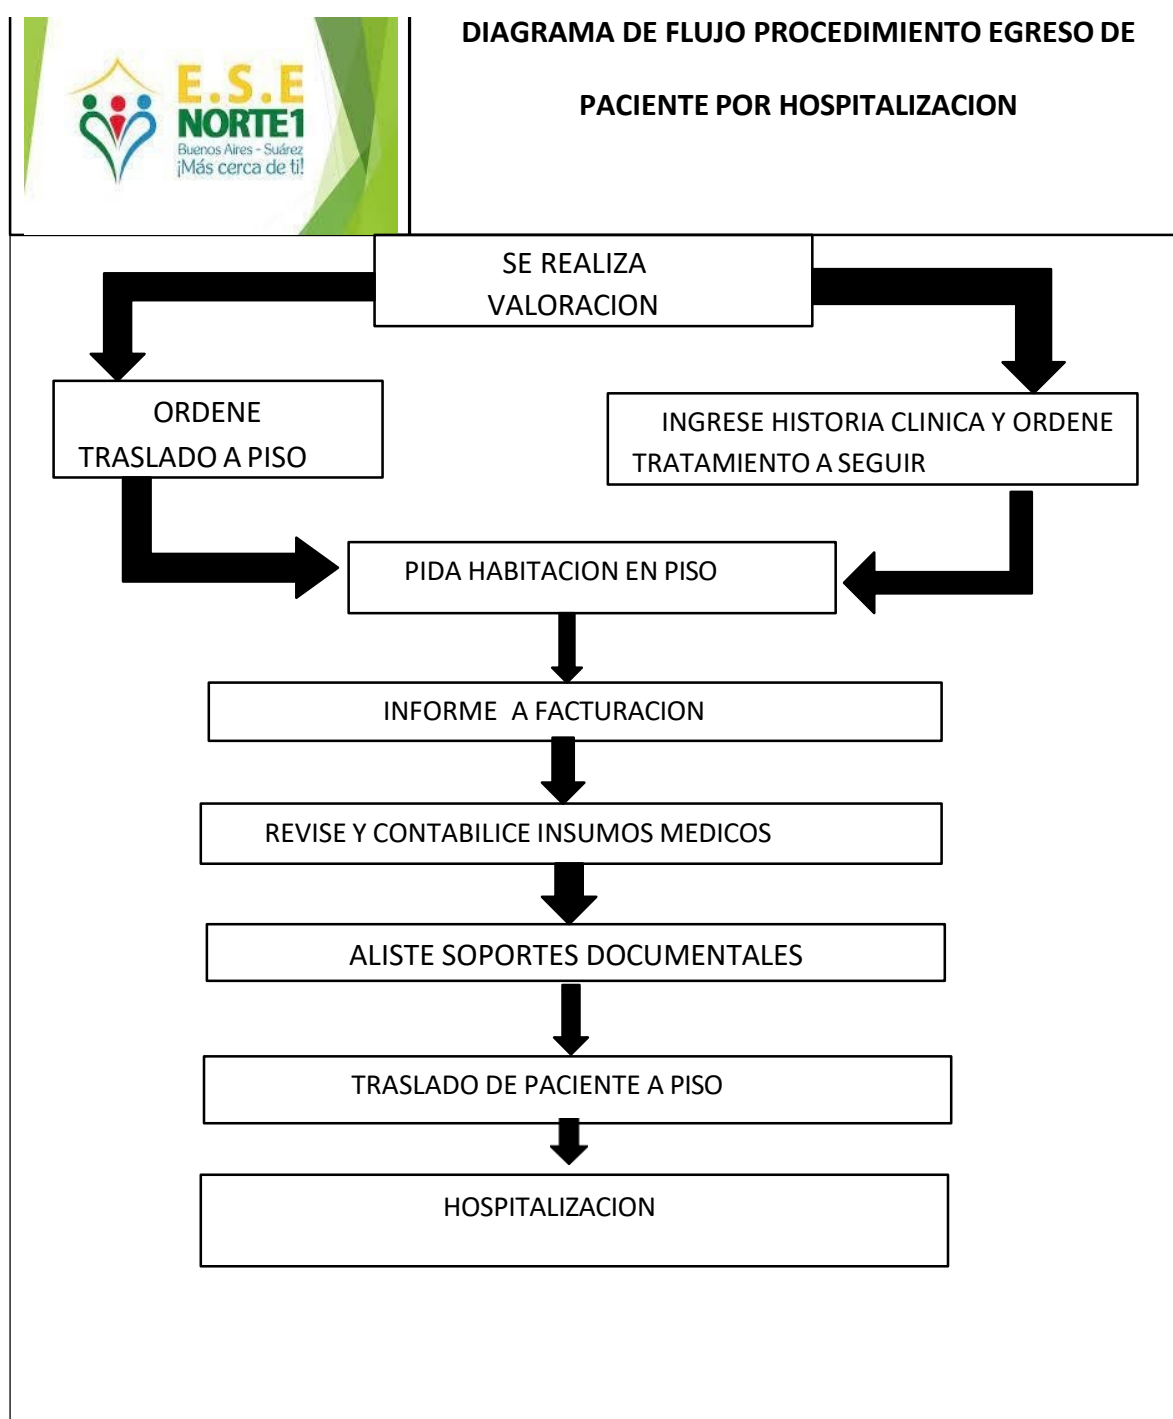 E.S.E
NORTE1
Buenos Aires - Suárez
¡Más cerca de ti!
DIAGRAMA DE FLUJO PROCEDIMIENTO EGRESO DE
PACIENTE POR HOSPITALIZACION
SE REALIZA
VALORACION
ORDENE
TRASLADO A PISO
INGRESE HISTORIA CLINICA Y ORDENE
TRATAMIENTO A SEGUIR
PIDA HABITACION EN PISO
INFORME A FACTURACION
REVISE Y CONTABILICE INSUMOS MEDICOS
ALISTE SOPORTES DOCUMENTALES
TRASLADO DE PACIENTE A PISO
HOSPITALIZACION